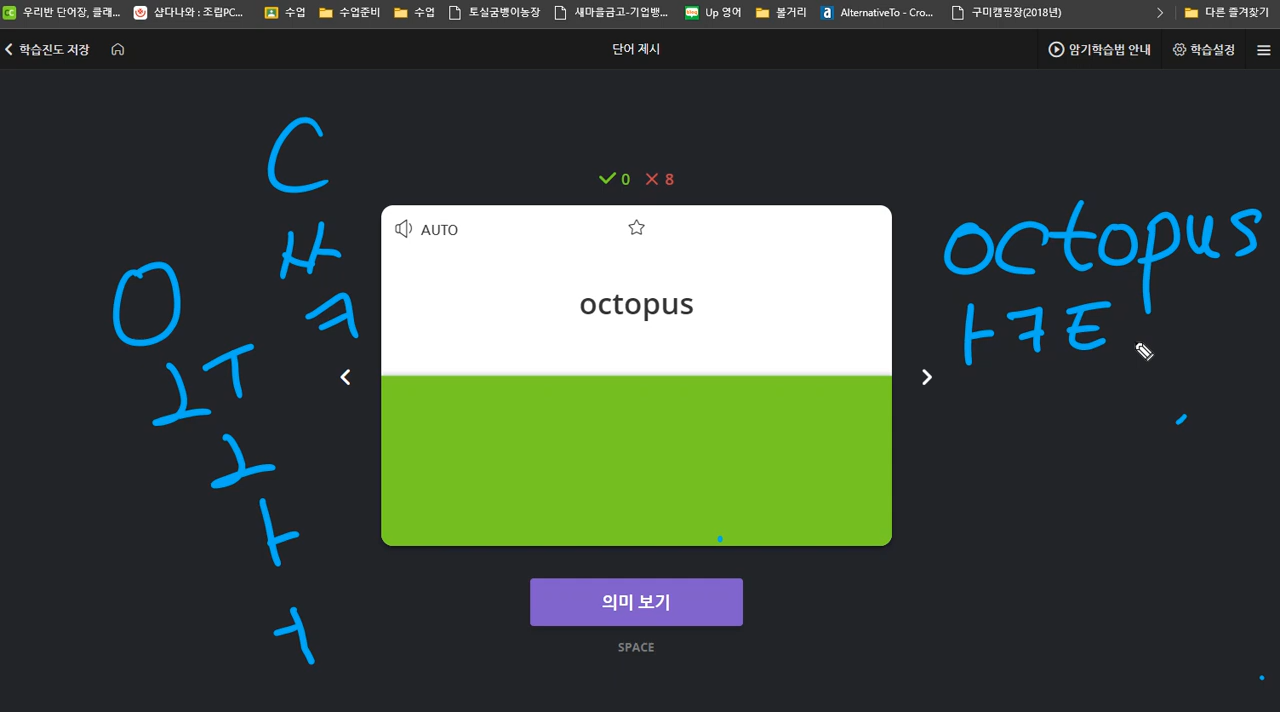 우리반 단어장, 클래... 샵다나와 : 조립PC... 수업 수업준비 수업 토실굼벵이농장 새마을금고-기업뱅... Up 영어 볼거리 AlternativeTo - Cro... 구미캠핑장(2018년) 다른 즐겨찾기
학습진도 저장 단어 제시 암기학습법 안내 학습설정
C
0 8
AUTO
octopus
octopus
ㅐ
ㅋ
O
ㅏㅋㅌ
ㅗㅜ
ㅗ
ㅏ
ㅓ
의미 보기
SPACE